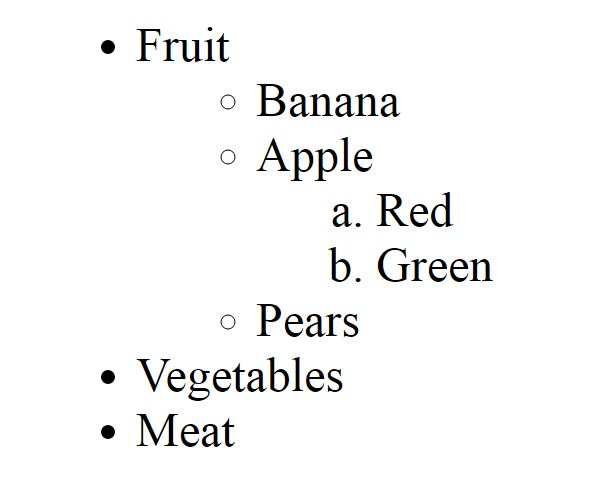 • Fruit
◦ Banana
◦ Apple
a. Red
b. Green
◦ Pears
• Vegetables
• Meat